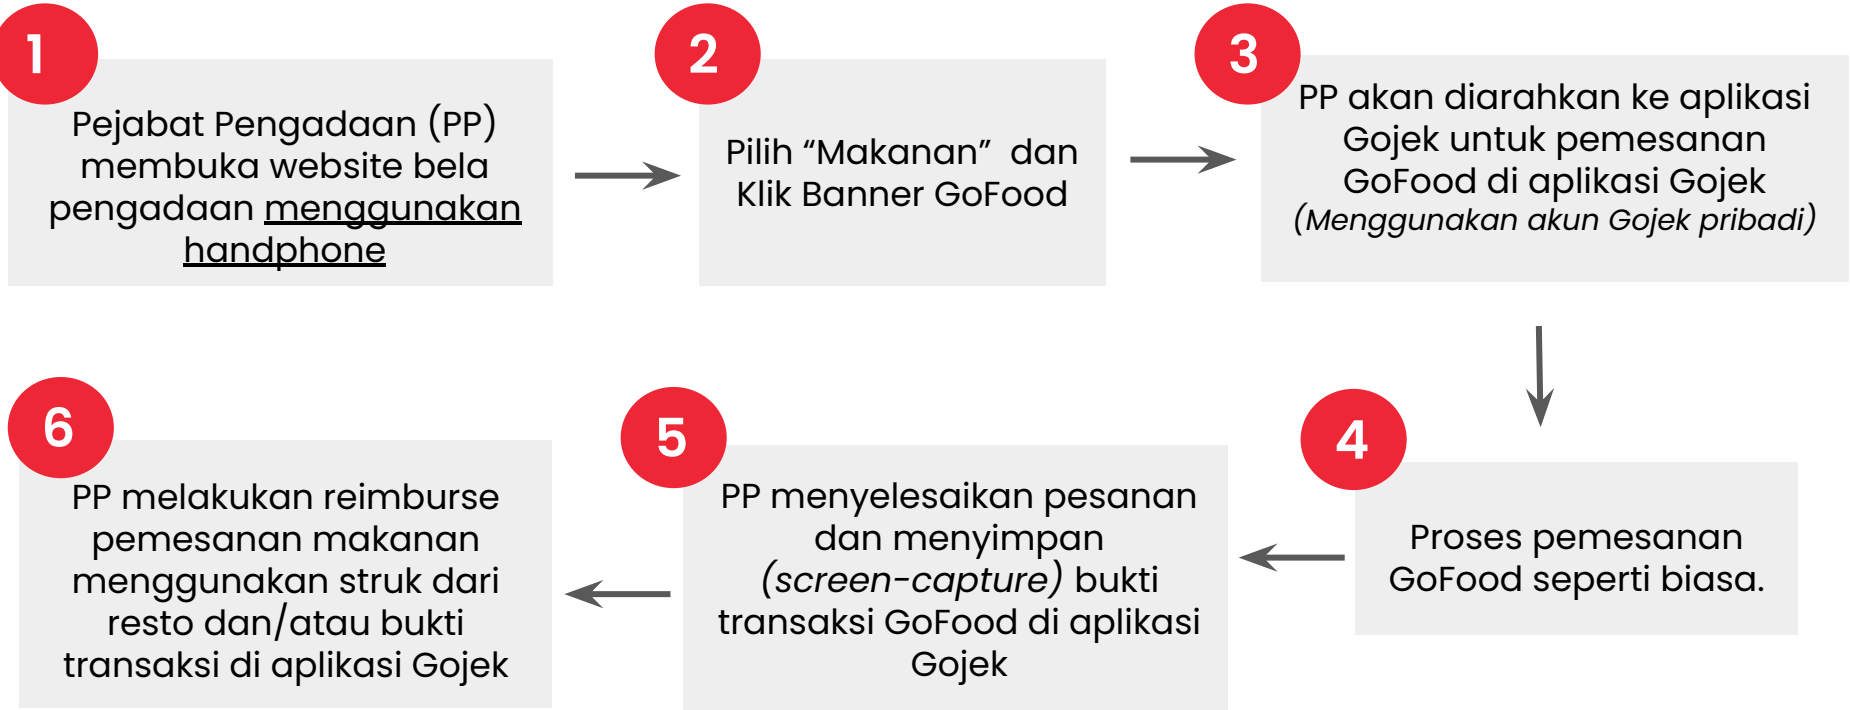 1
Pejabat Pengadaan (PP)
membuka website bela
pengadaan menggunakan
handphone
2
Pilih “Makanan”  dan
Klik Banner GoFood
3
PP akan diarahkan ke aplikasi
Gojek untuk pemesanan
GoFood di aplikasi Gojek
(Menggunakan akun Gojek pribadi)
4
Proses pemesanan
GoFood seperti biasa.
5
PP menyelesaikan pesanan
dan menyimpan
(screen-capture) bukti
transaksi GoFood di aplikasi
Gojek
6
PP melakukan reimburse
pemesanan makanan
menggunakan struk dari
resto dan/atau bukti
transaksi di aplikasi Gojek